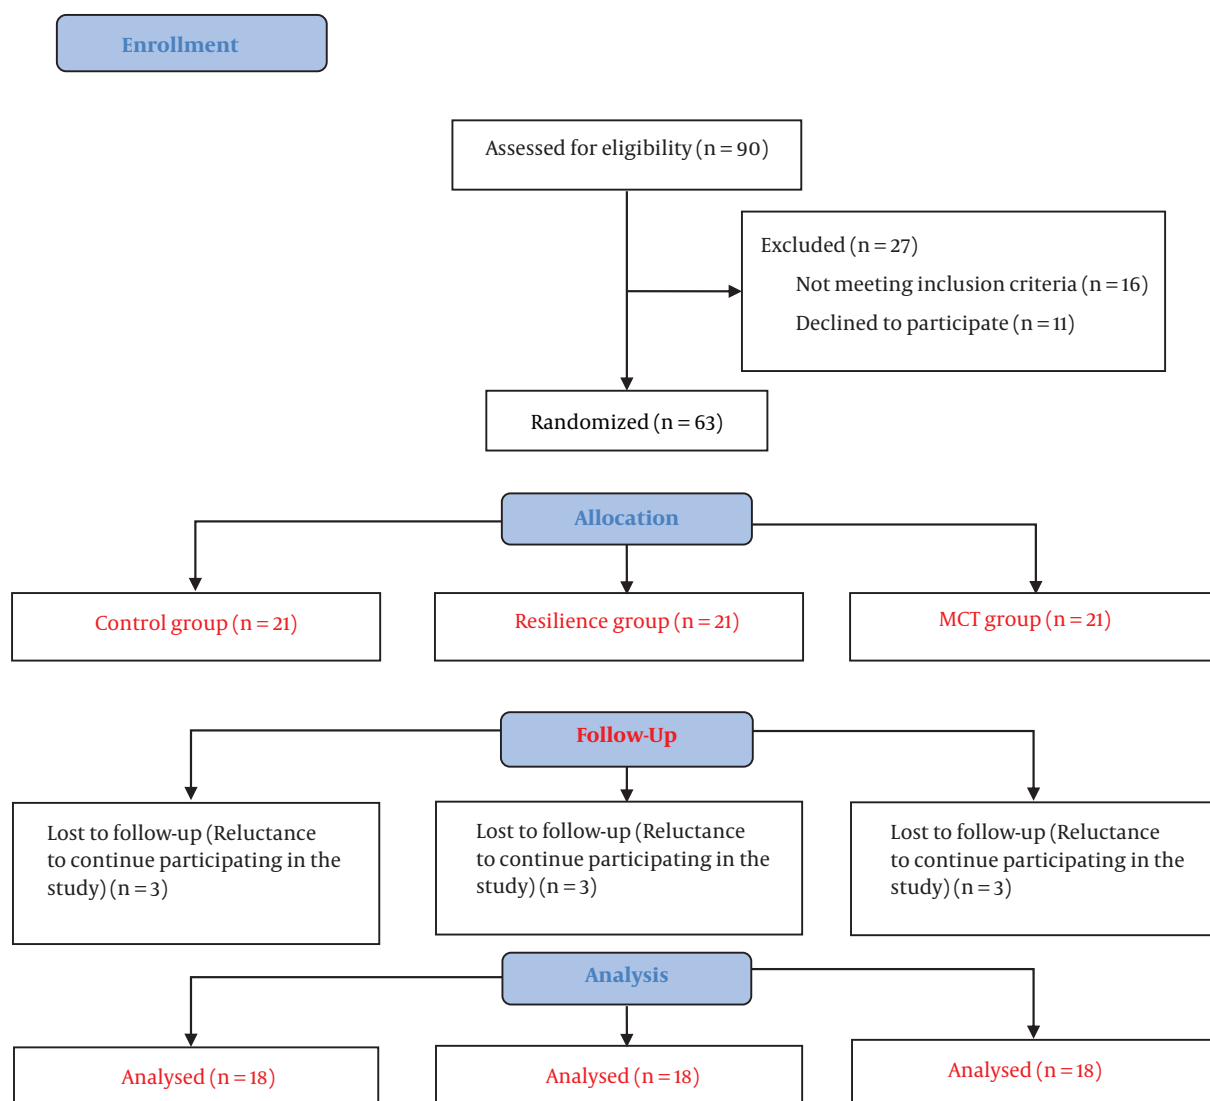 Enrollment
Assessed for eligibility (n = 90)
Excluded (n = 27)
Not meeting inclusion criteria (n = 16)
Declined to participate (n = 11)
Randomized (n = 63)
Allocation
Control group (n = 21)
Resilience group (n = 21)
MCT group (n = 21)
Follow-Up
Lost to follow-up (Reluctance
to continue participating in the
study) (n = 3)
Lost to follow-up (Reluctance
to continue participating in the
study) (n = 3)
Lost to follow-up (Reluctance
to continue participating in the
study) (n = 3)
Analysis
Analysed (n = 18)
Analysed (n = 18)
Analysed (n = 18)